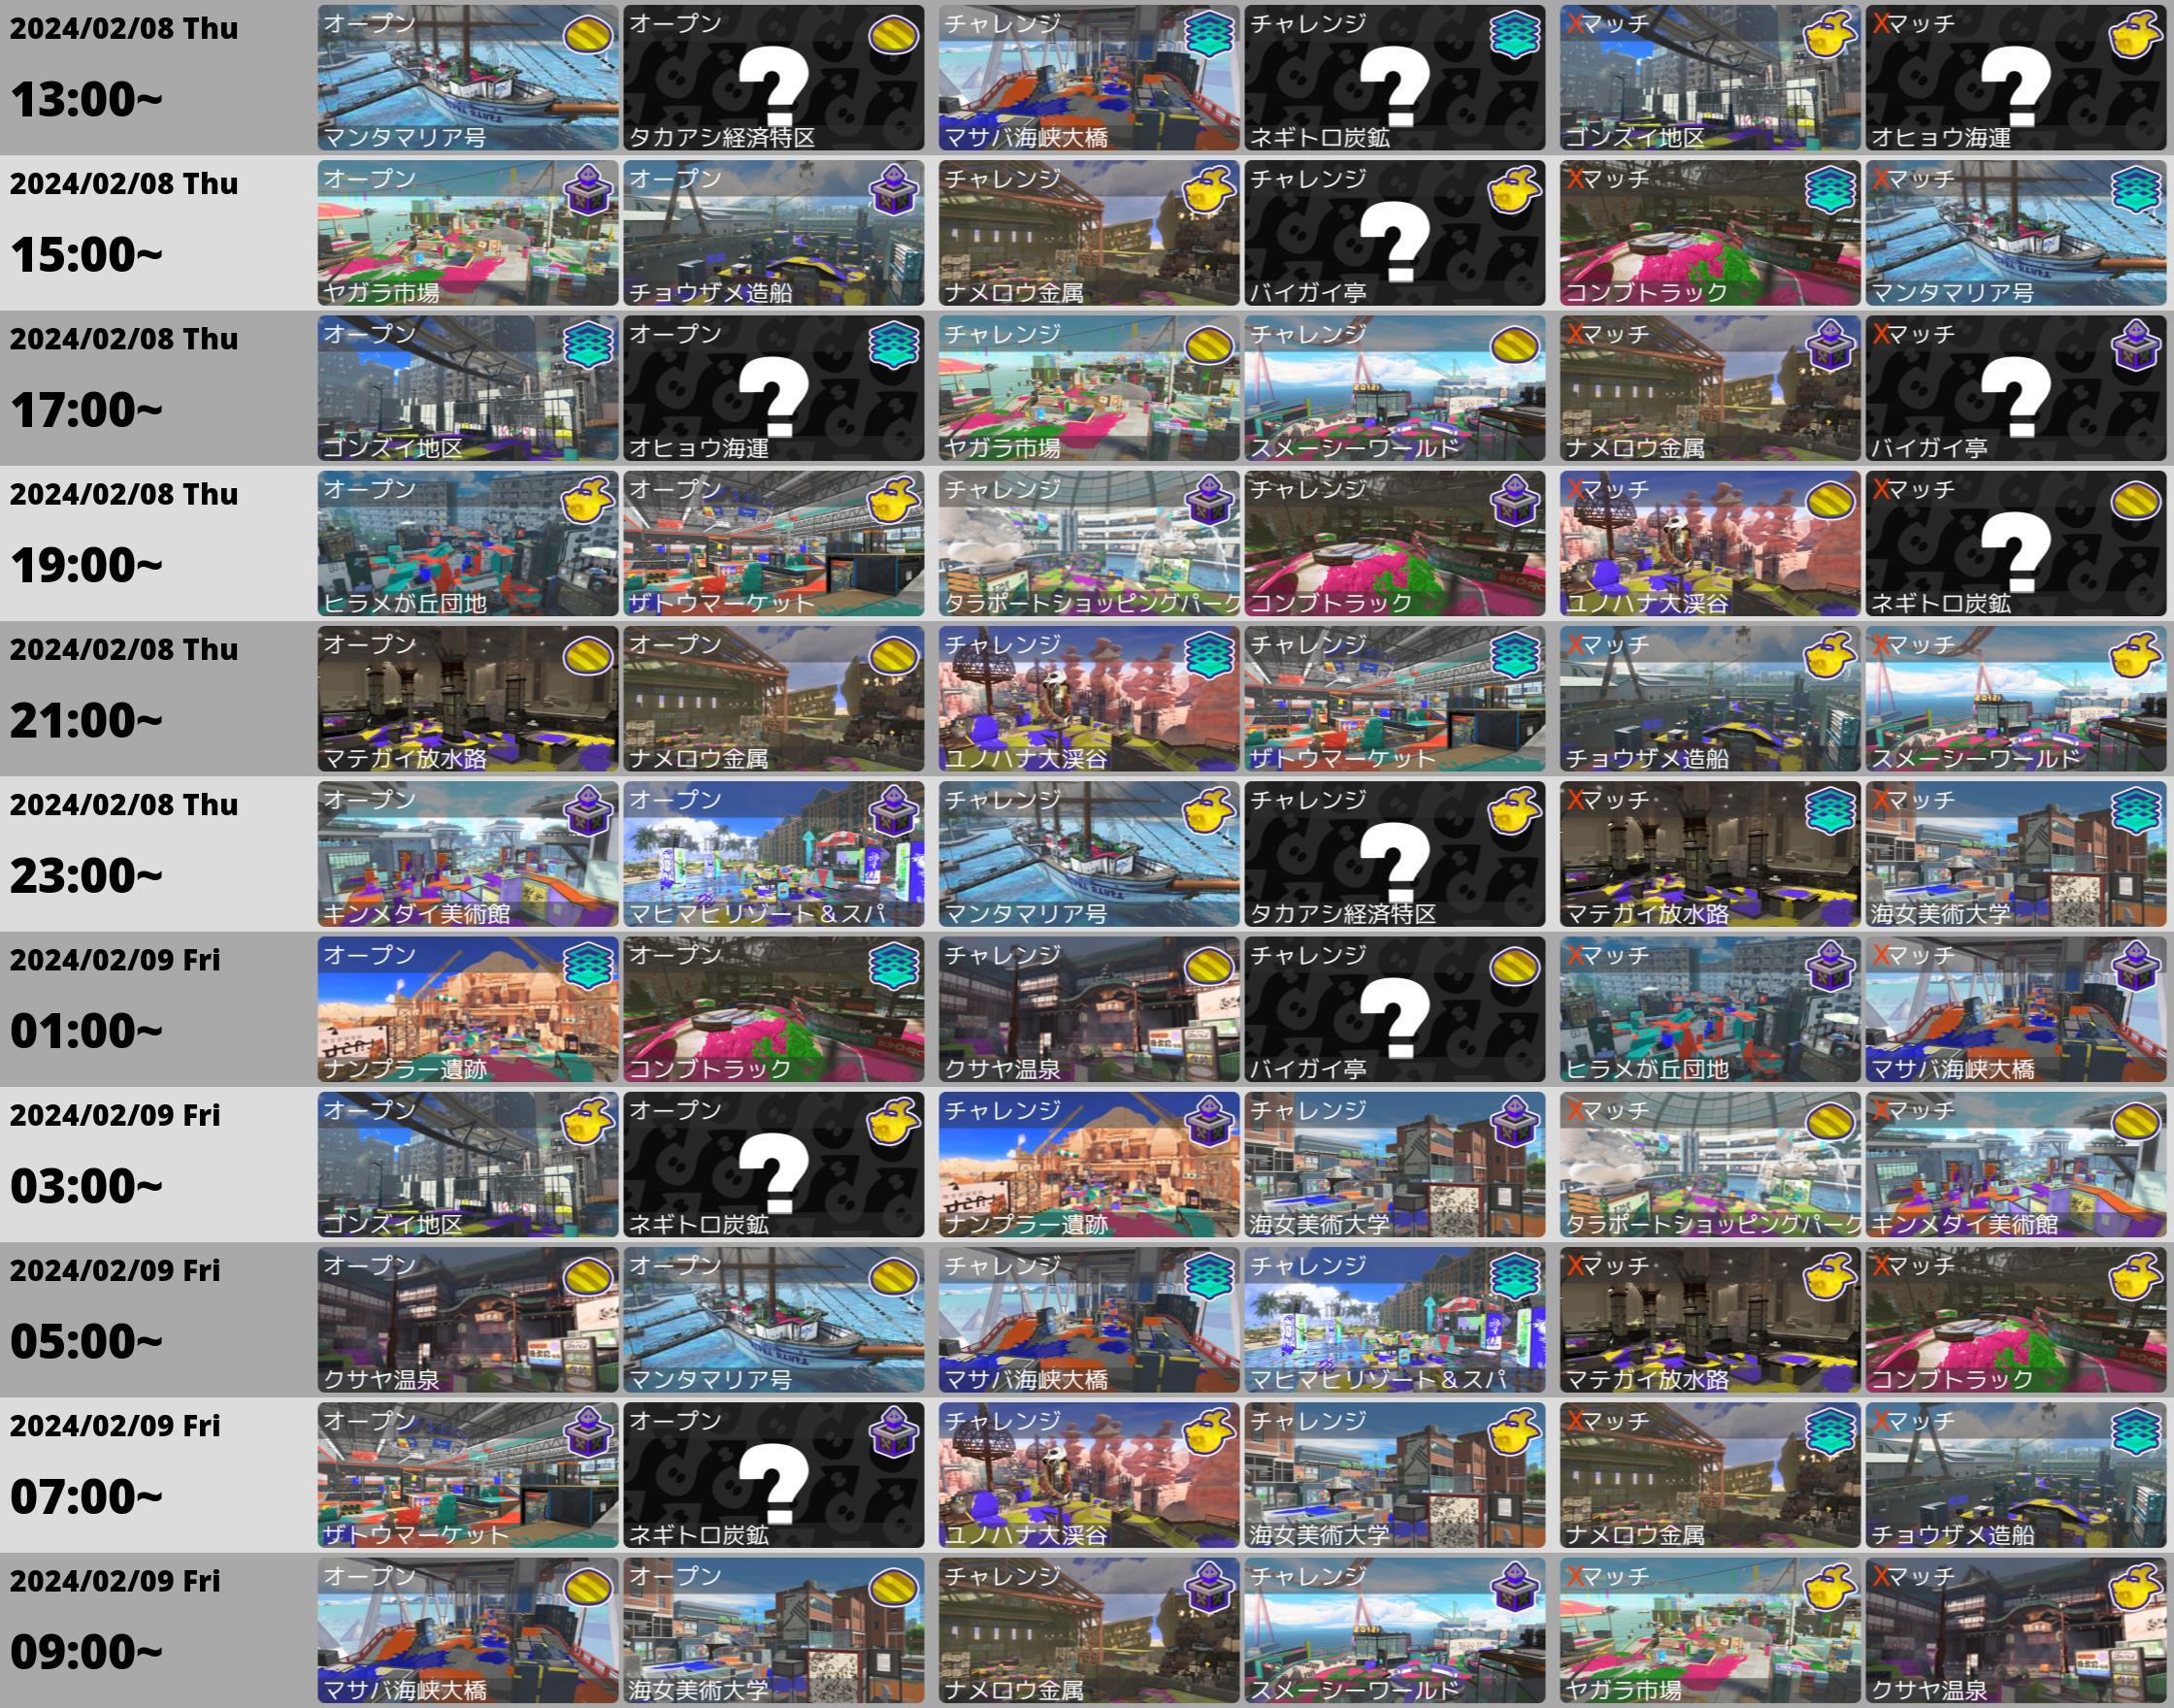 2024/02/08 Thu
13:00~
オープン
マンタマリア号
オープン
タカアシ経済特区
チャレンジ
マサバ海峡大橋
チャレンジ
ネギトロ炭鉱
Xマッチ
ゴンズイ地区
Xマッチ
オヒョウ海運
2024/02/08 Thu
15:00~
オープン
ヤガラ市場
オープン
チョウザメ造船
チャレンジ
ナメロウ金属
チャレンジ
バイガイ亭
Xマッチ
コンブトラック
Xマッチ
マンタマリア号
2024/02/08 Thu
17:00~
オープン
ゴンズイ地区
オープン
オヒョウ海運
チャレンジ
ヤガラ市場
チャレンジ
スメーシーワールド
Xマッチ
ナメロウ金属
Xマッチ
バイガイ亭
2024/02/08 Thu
19:00~
オープン
ヒラメが丘団地
オープン
ザトウマーケット
チャレンジ
タラポートショッピングパーク
チャレンジ
コンブトラック
Xマッチ
ユノハナ大渓谷
Xマッチ
ネギトロ炭鉱
2024/02/08 Thu
21:00~
オープン
マテガイ放水路
オープン
ナメロウ金属
チャレンジ
ユノハナ大渓谷
チャレンジ
ザトウマーケット
Xマッチ
チョウザメ造船
Xマッチ
スメーシーワールド
2024/02/08 Thu
23:00~
オープン
キンメダイ美術館
オープン
マヒマヒリゾート＆スパ
チャレンジ
マンタマリア号
チャレンジ
タカアシ経済特区
Xマッチ
マテガイ放水路
Xマッチ
海女美術大学
2024/02/09 Fri
01:00~
オープン
ナンプラー遺跡
オープン
コンブトラック
チャレンジ
クサヤ温泉
チャレンジ
バイガイ亭
Xマッチ
ヒラメが丘団地
Xマッチ
マサバ海峡大橋
2024/02/09 Fri
03:00~
オープン
ゴンズイ地区
オープン
ネギトロ炭鉱
チャレンジ
ナンプラー遺跡
チャレンジ
海女美術大学
Xマッチ
タラポートショッピングパーク
Xマッチ
キンメダイ美術館
2024/02/09 Fri
05:00~
オープン
クサヤ温泉
オープン
マンタマリア号
チャレンジ
マサバ海峡大橋
チャレンジ
マヒマヒリゾート＆スパ
Xマッチ
マテガイ放水路
Xマッチ
コンブトラック
2024/02/09 Fri
07:00~
オープン
ザトウマーケット
オープン
ネギトロ炭鉱
チャレンジ
ユノハナ大渓谷
チャレンジ
海女美術大学
Xマッチ
ナメロウ金属
Xマッチ
チョウザメ造船
2024/02/09 Fri
09:00~
オープン
マサバ海峡大橋
オープン
海女美術大学
チャレンジ
ナメロウ金属
チャレンジ
スメーシーワールド
Xマッチ
ヤガラ市場
Xマッチ
クサヤ温泉